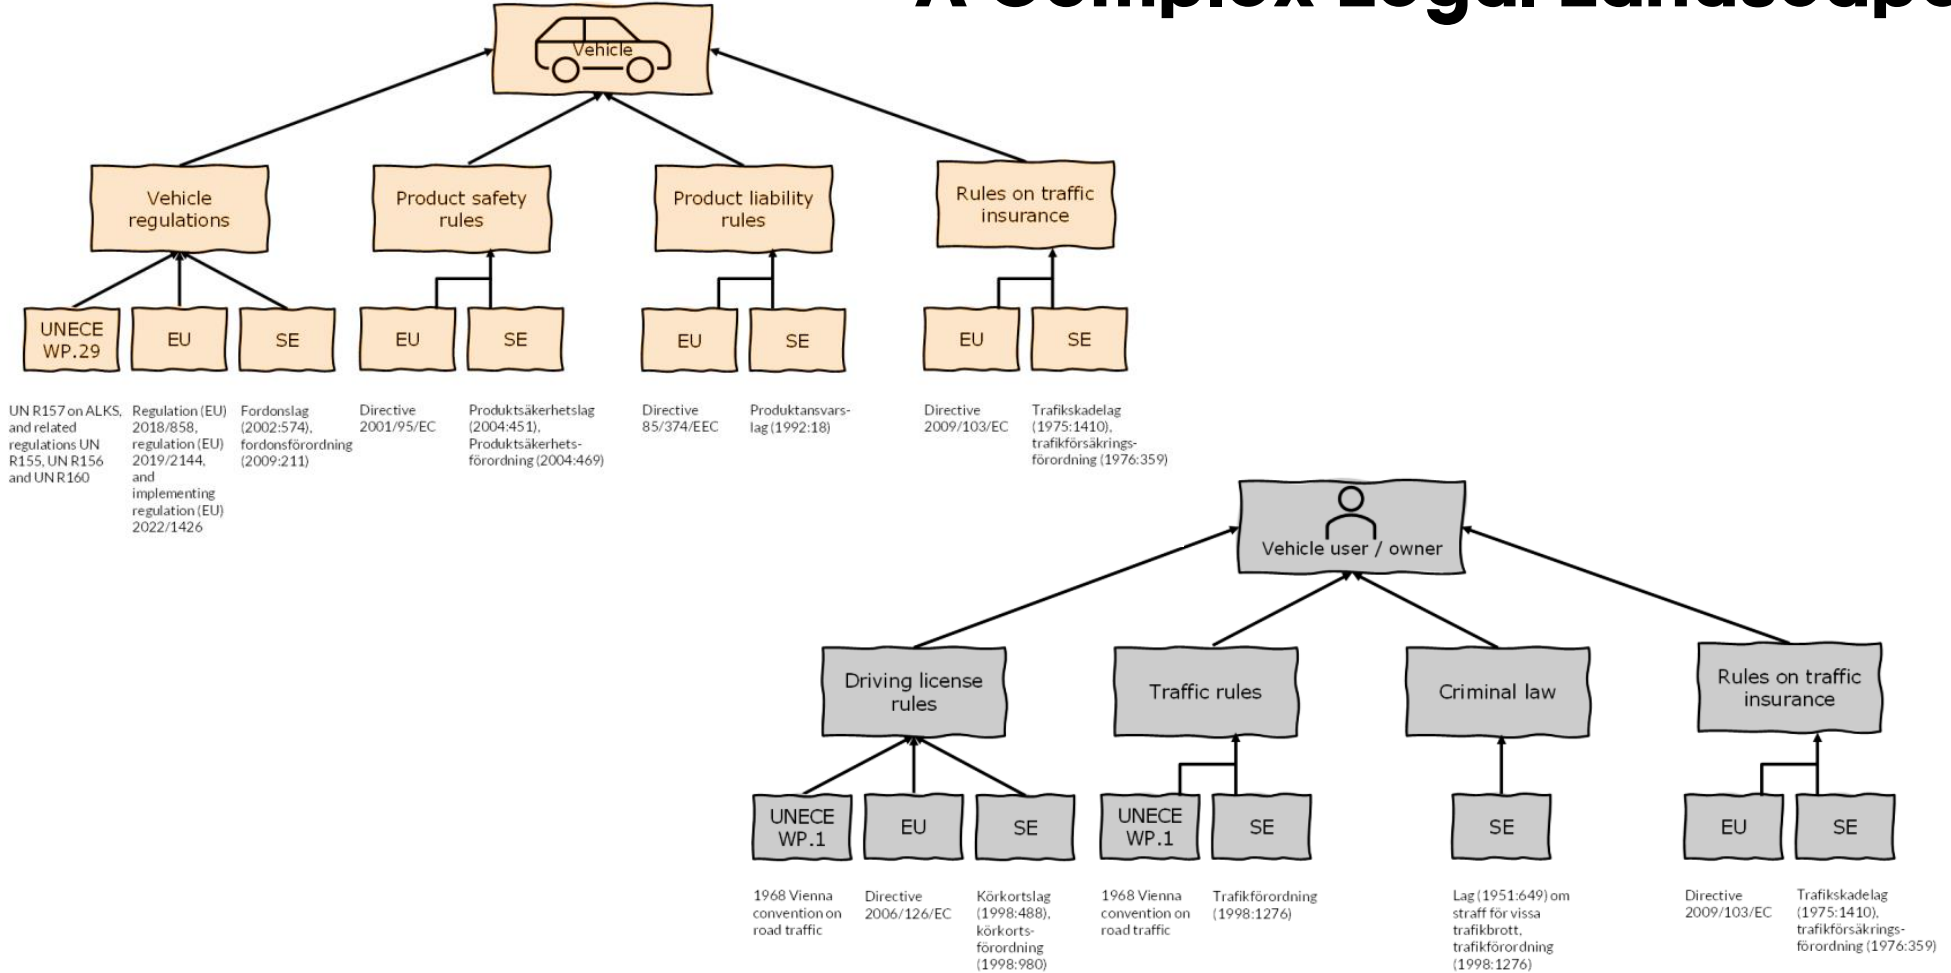 A Complex Legal Landscape
Vehicle
Vehicle
regulations
Product safety
rules
Product liability
rules
Rules on traffic
insurance
UNECE
WP.29
EU
SE
EU
SE
EU
SE
EU
SE
UN R157 on ALKS,
and related
regulations UN
R155, UN R156
and UN R160
Regulation (EU)
2018/858,
regulation (EU)
2019/2144,
and
implementing
regulation (EU)
2022/1426
Fordonslag
(2002:574),
fordonsförordning
(2009:211)
Directive
2001/95/EC
Produktsäkerhetslag
(2004:451),
Produktsäkerhets-
förordning (2004:469)
Directive
85/374/EEC
Produktansvars-
lag (1992:18)
Directive
2009/103/EC
Trafikskadelag
(1975:1410),
trafikförsäkrings-
förordning (1976:359)
Vehicle user / owner
Driving license
rules
Traffic rules
Criminal law
Rules on traffic
insurance
UNECE
WP.1
EU
SE
UNECE
WP.1
SE
SE
EU
SE
1968 Vienna
convention on
road traffic
Directive
2006/126/EC
Körkortslag
(1998:488),
körkorts-
förordning
(1998:980)
1968 Vienna
convention on
road traffic
Trafikförordning
(1998:1276)
Lag (1951:649) om
straff för vissa
trafikbrott,
trafikförordning
(1998:1276)
Directive
2009/103/EC
Trafikskadelag
(1975:1410),
trafikförsäkrings-
förordning (1976:359)